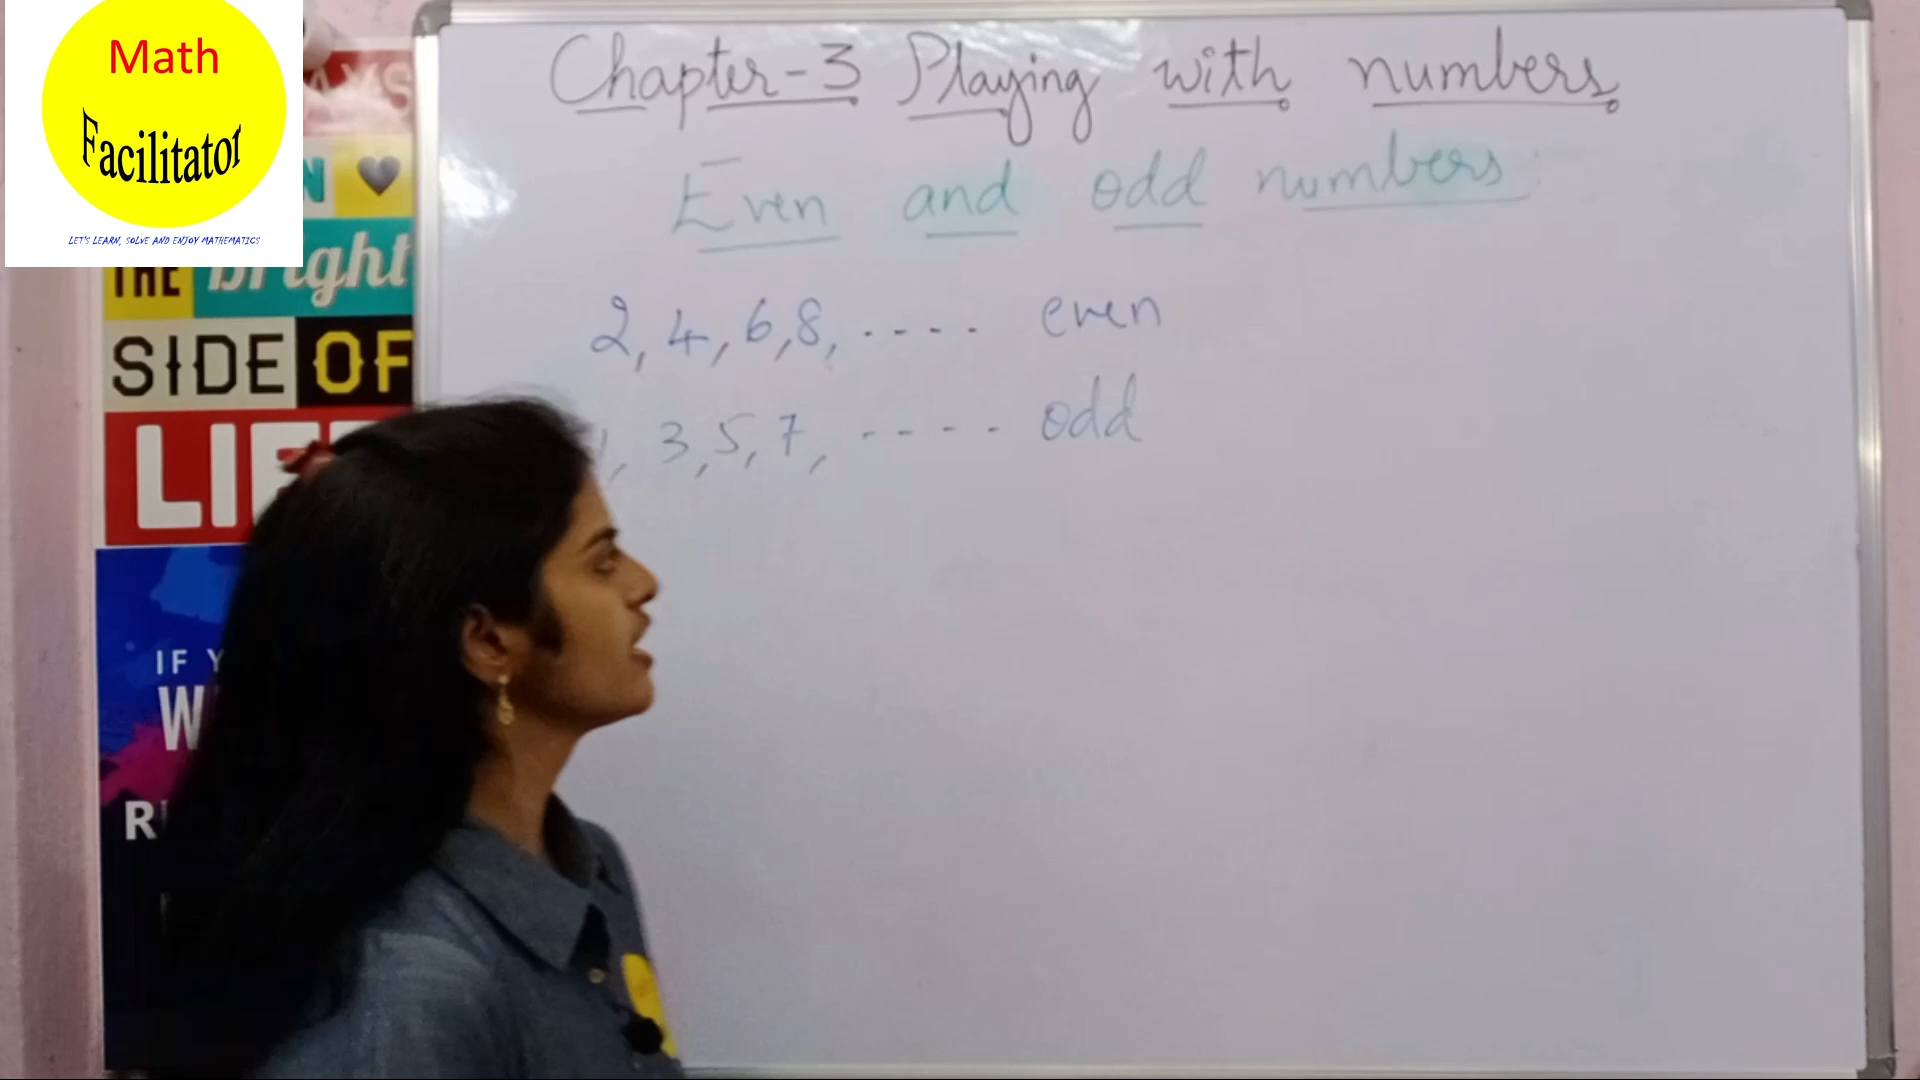 Math
Facilitator
LET'S LEARN, SOLVE AND ENJOY MATHEMATICS
THE bright
SIDE OF
IF
Chapter-3 Playing with numbers
Even and odd numbers
2, 4, 6, 8, .... even
1, 3, 5, 7, .... odd